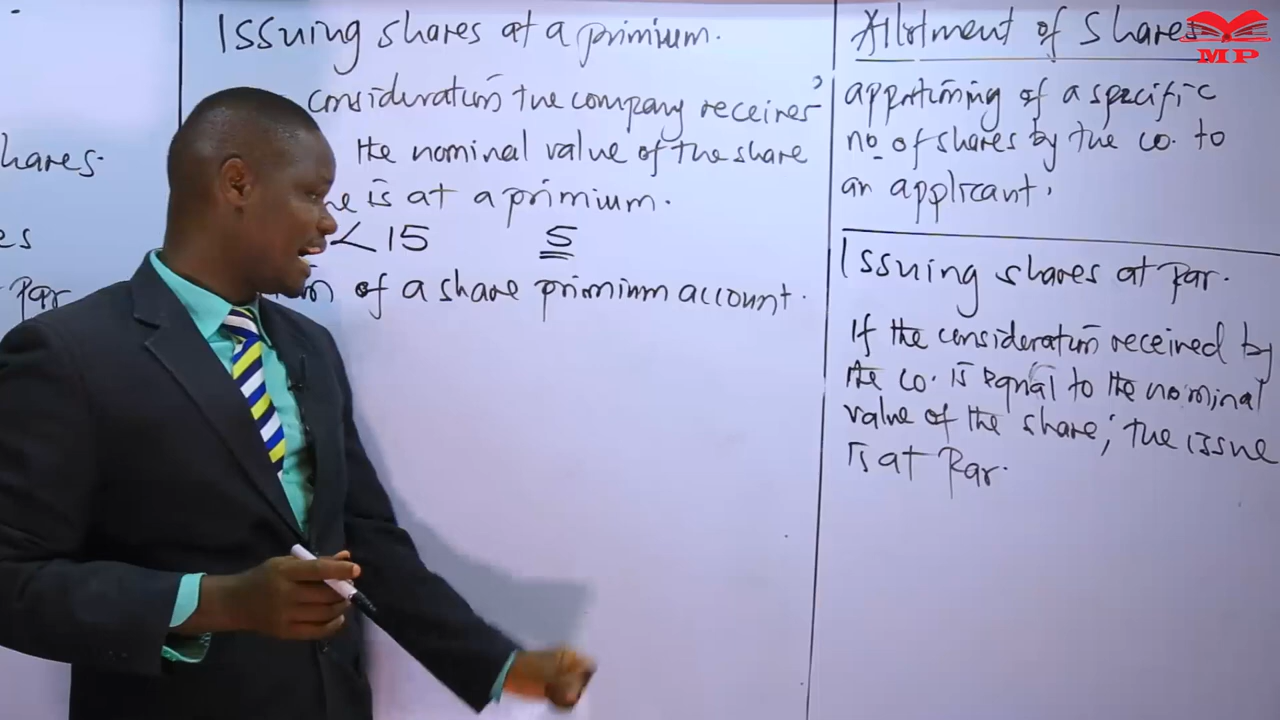 hares.
es
Par
Issuing shares at a primium.
consideration the company receives
the nominal value of the share
is at a primium.
< 15 5
of a share primium account.
Allotment of Shares
apportioning of a specific
no. of shares by the co. to
an applicant.
Issuing shares at Par.
If the consideration received by
the co. is equal to the nominal
value of the share, the issue
is at Par.
MP